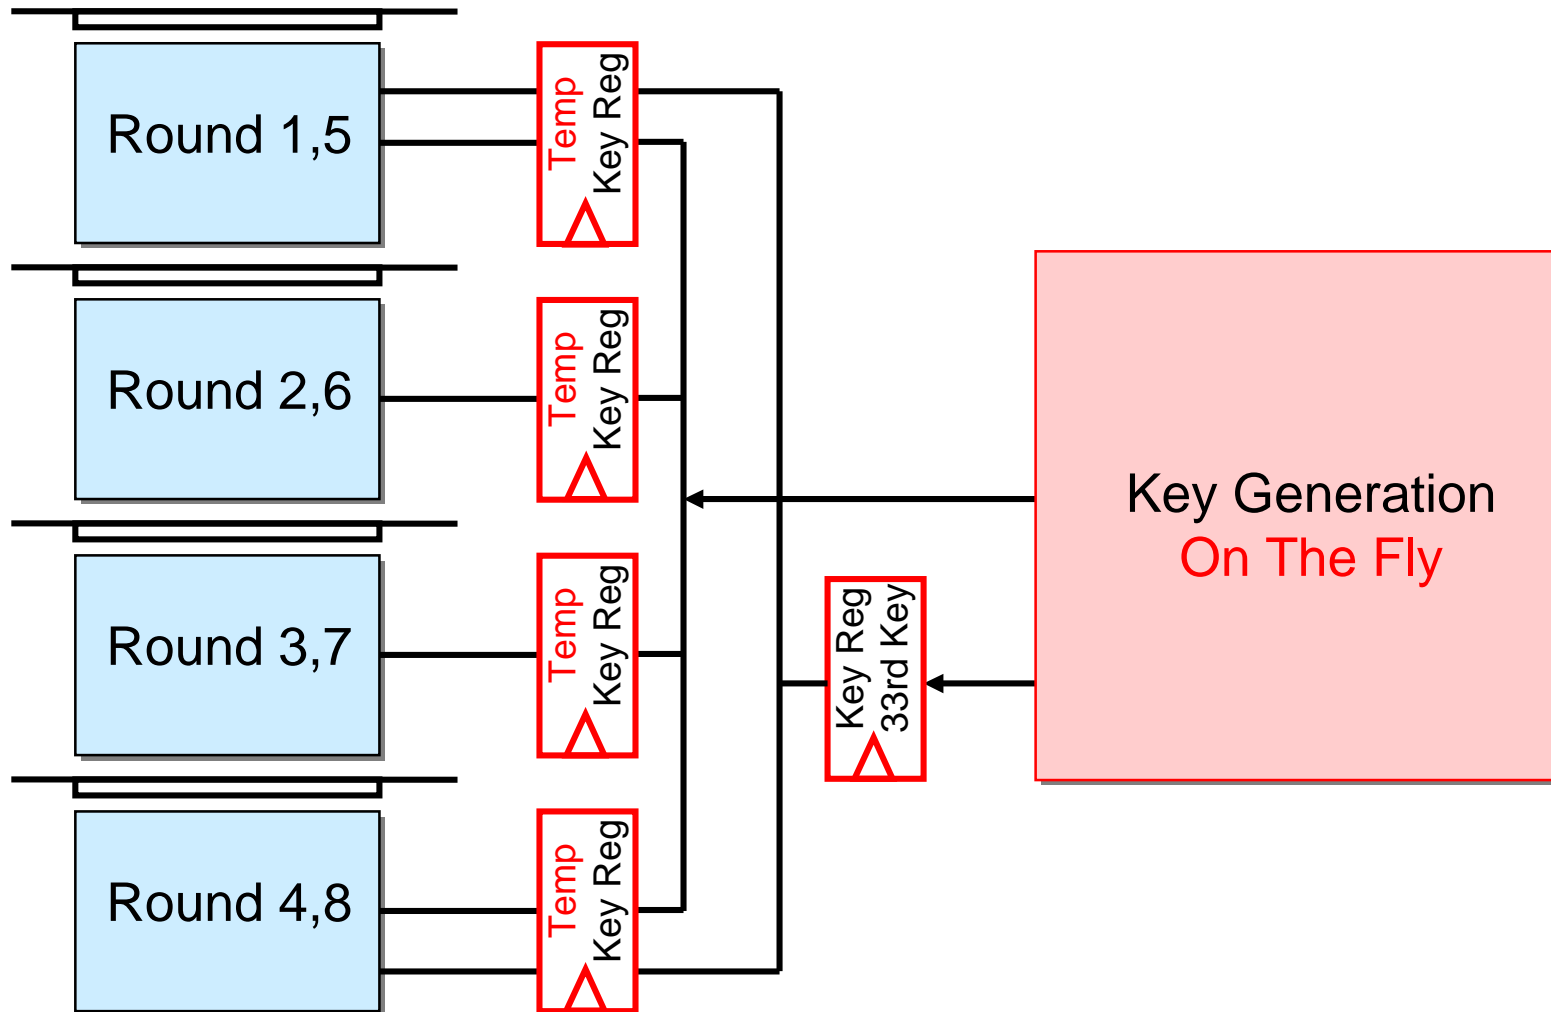 Round 1,5
Temp
Key Reg
Round 2,6
Temp
Key Reg
Key Generation
On The Fly
Round 3,7
Temp
Key Reg
Key Reg
33rd Key
Round 4,8
Temp
Key Reg